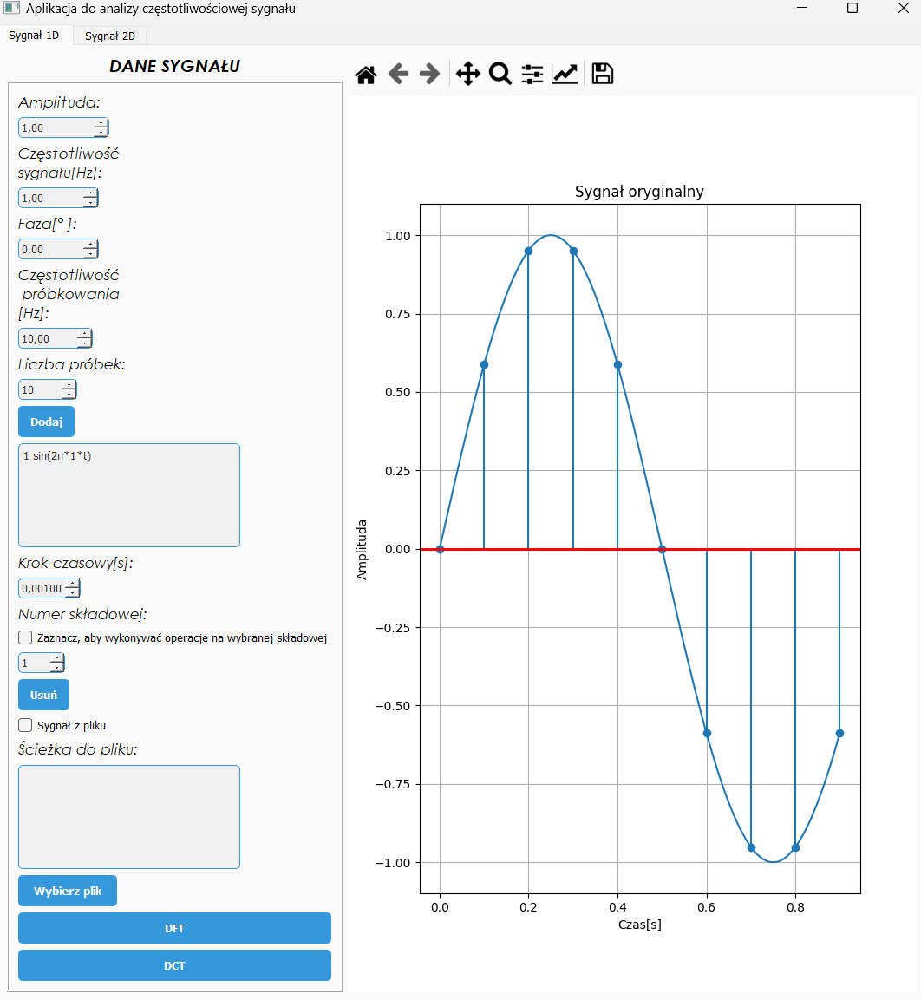 Aplikacja do analizy częstotliwościowej sygnału
Sygnał 1D
Sygnał 2D
DANE SYGNAŁU
Amplituda:
1,00
Częstotliwość
sygnału[Hz]:
1,00
Faza[° ]:
0,00
Częstotliwość
próbkowania
[Hz]:
10,00
Liczba próbek:
10
Dodaj
1 sin(2π*1*t)
Krok czasowy[s]:
0,00100
Numer składowej:
Zaznacz, aby wykonywać operacje na wybranej składowej
1
Usuń
Sygnał z pliku
Ścieżka do pliku:
Wybierz plik
DFT
DCT
Sygnał oryginalny
1.00
0.75
0.50
0.25
0.00
−0.25
−0.50
−0.75
−1.00
Amplituda
0.0 0.2 0.4 0.6 0.8
Czas[s]